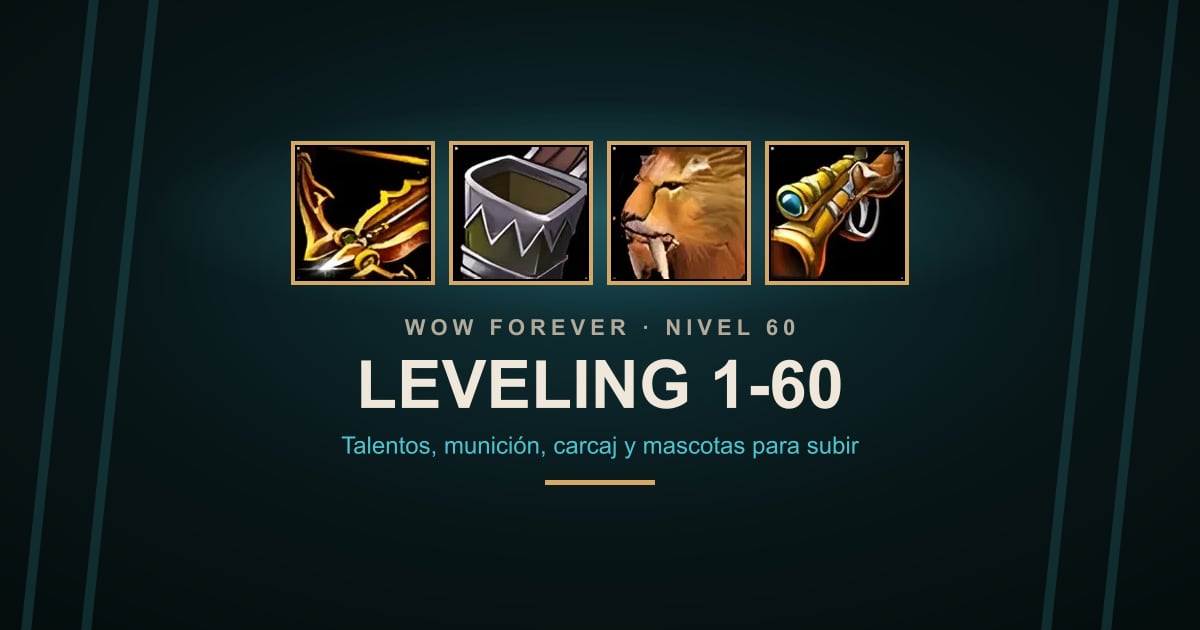 WOW FOREVER · NIVEL 60
LEVELING 1-60
Talentos, munición, carcaj y mascotas para subir